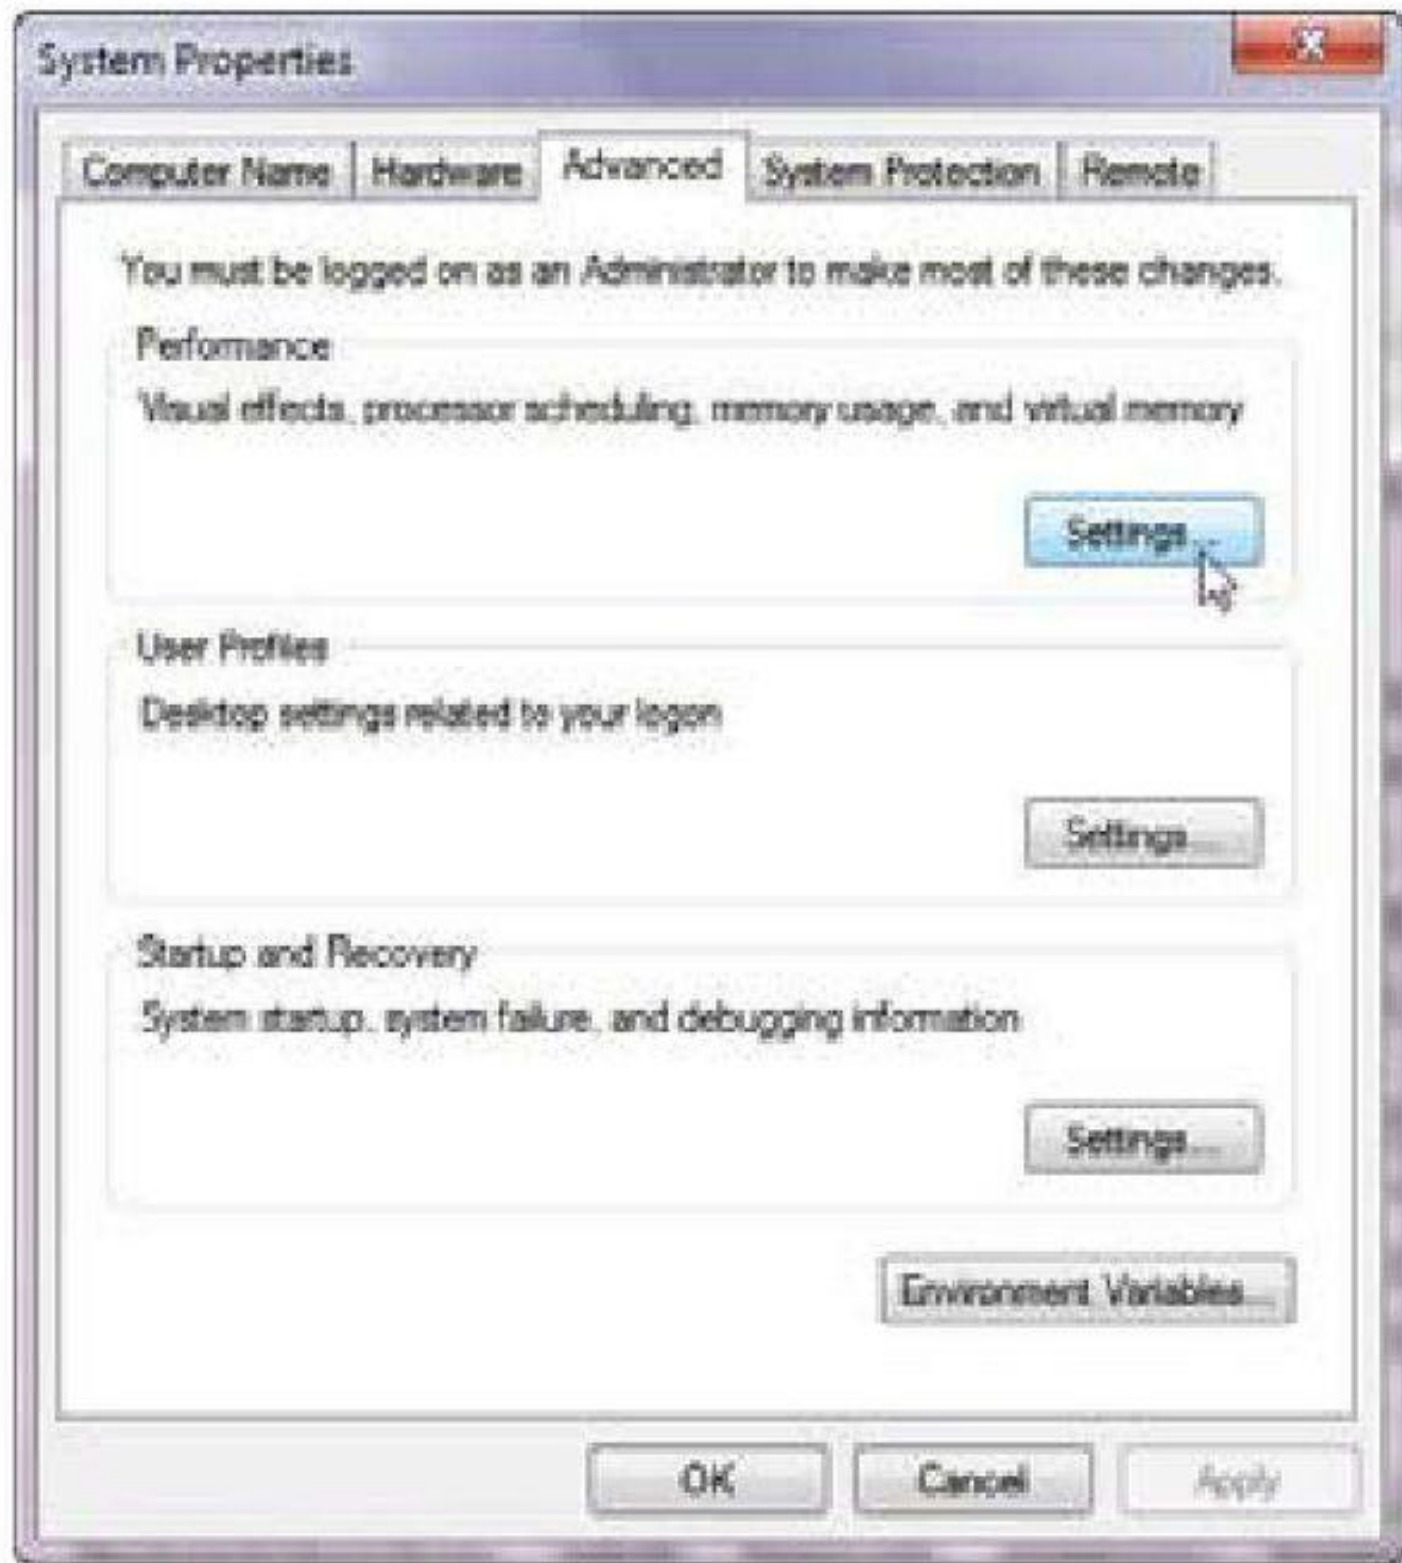 System Properties
Computer Name Hardware Advanced System Protection Remote
You must be logged on as an Administrator to make most of these changes.
Performance
Visual effects, processor scheduling, memory usage, and virtual memory
Settings...
User Profiles
Desktop settings related to your logon
Settings...
Startup and Recovery
System startup, system failure, and debugging information
Settings...
Environment Variables...
OK Cancel Apply